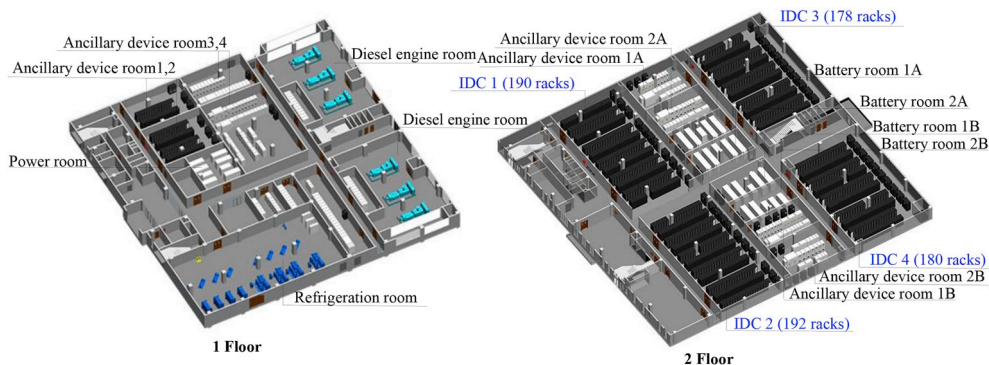 Ancillary device room3,4
Ancillary device room1,2
Diesel engine room
Diesel engine room
Power room
Refrigeration room
1 Floor
IDC 3 (178 racks)
Ancillary device room 2A
Ancillary device room 1A
IDC 1 (190 racks)
Battery room 1A
Battery room 2A
Battery room 1B
Battery room 2B
IDC 4 (180 racks)
Ancillary device room 2B
Ancillary device room 1B
IDC 2 (192 racks)
2 Floor